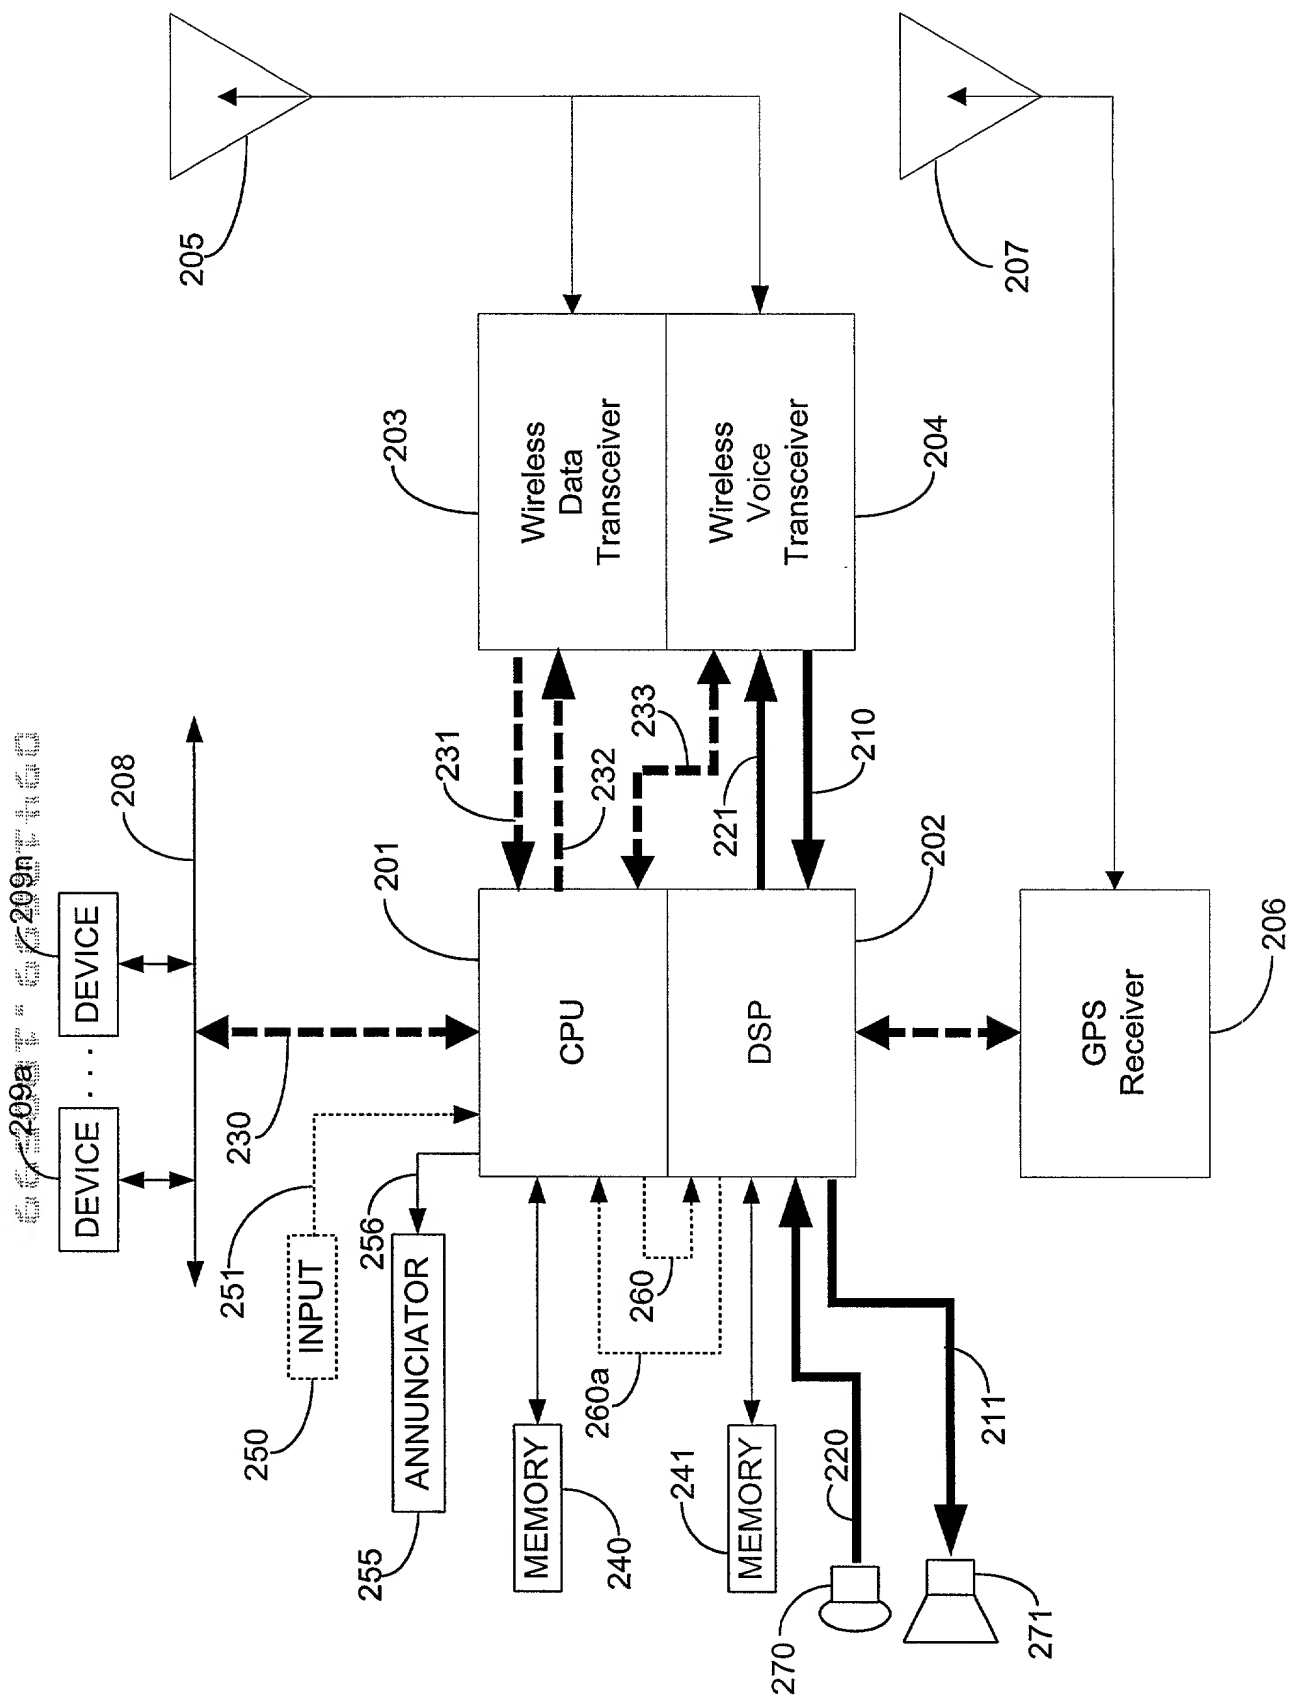 209a
209n
DEVICE
. . .
DEVICE
208
205
251
230
250
INPUT
255
256
201
203
ANNUNCIATOR
231
MEMORY
CPU
Wireless
Data
Transceiver
240
260a
232
260
233
241
MEMORY
DSP
221
Wireless
Voice
Transceiver
270
220
210
202
204
211
207
271
GPS
Receiver
206